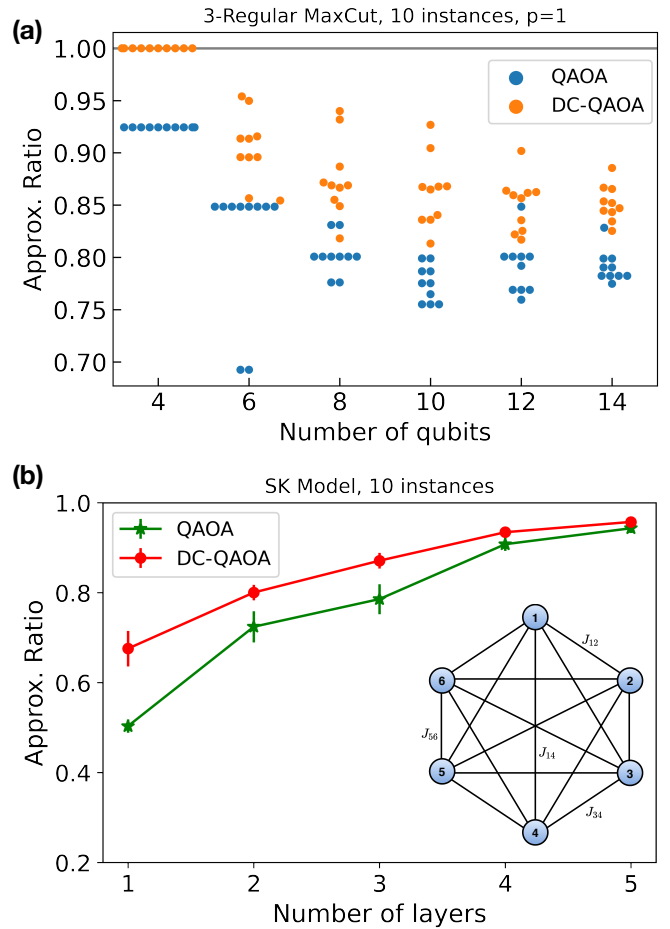 (a)
3-Regular MaxCut, 10 instances, p=1
1.00
0.95
0.90
0.85
0.80
0.75
0.70
Approx. Ratio
QAOA
DC-QAOA
4 6 8 10 12 14
Number of qubits
(b)
SK Model, 10 instances
1.0
0.8
0.6
0.4
0.2
Approx. Ratio
QAOA
DC-QAOA
1
J12
6
2
J56
J14
5
3
J34
4
1 2 3 4 5
Number of layers